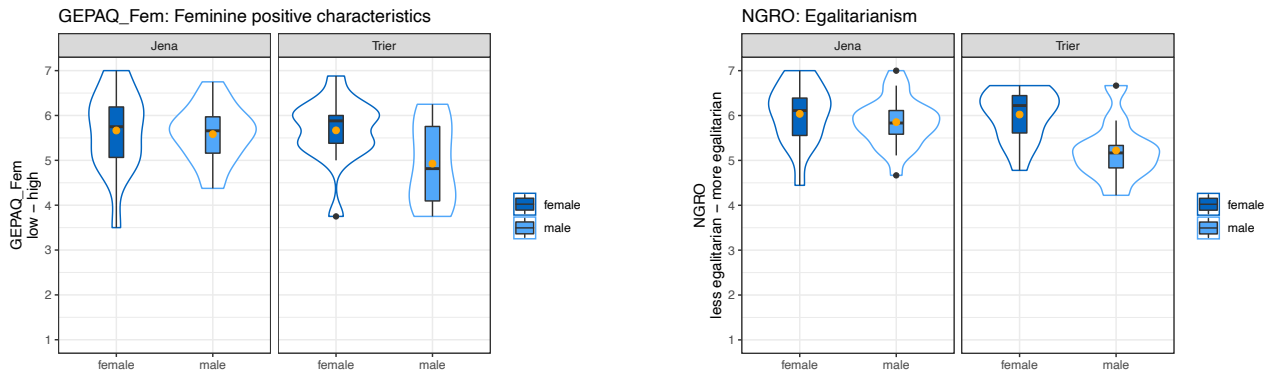 GEPAQ_Fem: Feminine positive characteristics
Jena
Trier
GEPAQ_Fem
low − high
7
6
5
4
3
2
1
female
male
female
male
female
male
NGRO: Egalitarianism
Jena
Trier
NGRO
less egalitarian − more egalitarian
7
6
5
4
3
2
1
female
male
female
male
female
male